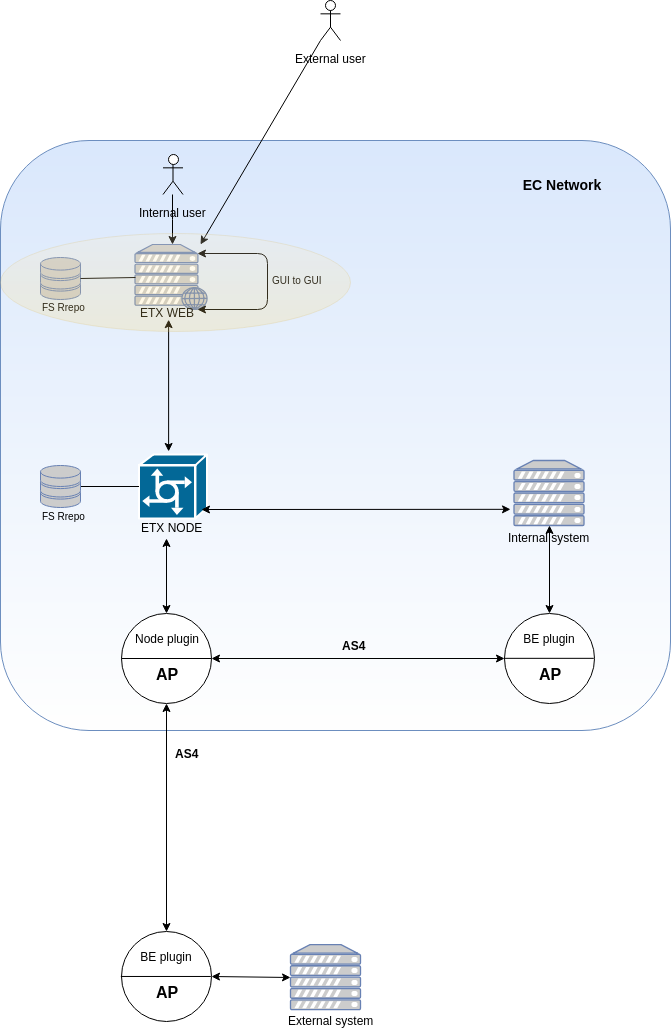 External user
EC Network
Internal user
GUI to GUI
FS Rrepo
ETX WEB
FS Rrepo
ETX NODE
Internal system
Node plugin
AP
AS4
BE plugin
AP
AS4
BE plugin
AP
External system